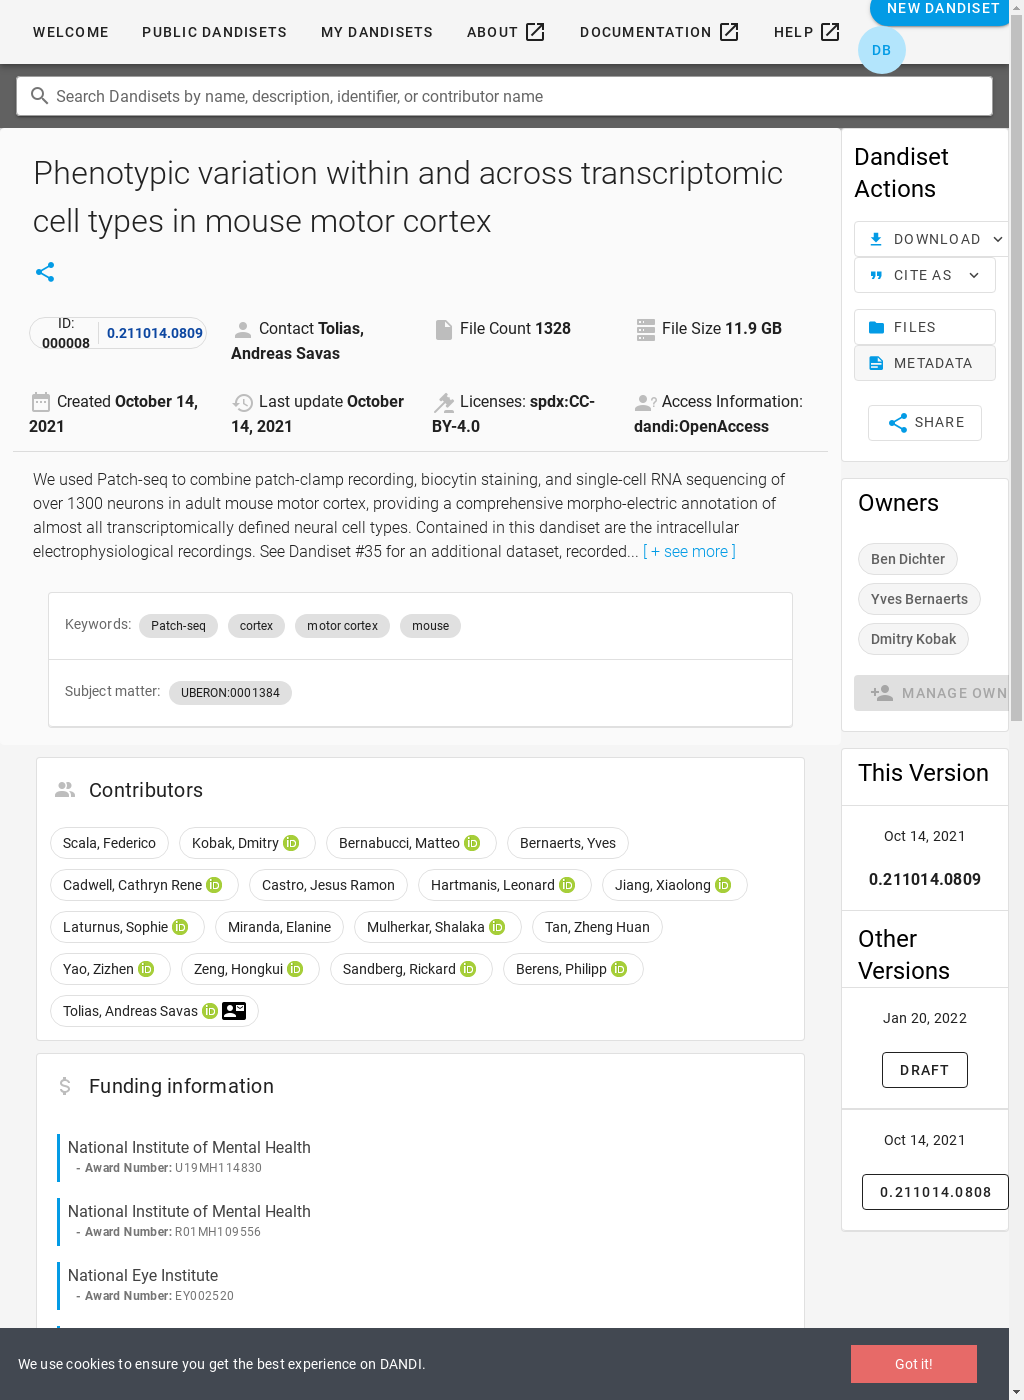 WELCOME PUBLIC DANDISETS MY DANDISETS ABOUT DOCUMENTATION HELP NEW DANDISET
DB
Search Dandisets by name, description, identifier, or contributor name
Phenotypic variation within and across transcriptomic
cell types in mouse motor cortex
ID:
000008
0.211014.0809
Contact Tolias,
Andreas Savas
File Count 1328
File Size 11.9 GB
Created October 14,
2021
Last update October
14, 2021
Licenses: spdx:CC-
BY-4.0
Access Information:
dandi:OpenAccess
We used Patch-seq to combine patch-clamp recording, biocytin staining, and single-cell RNA sequencing of
over 1300 neurons in adult mouse motor cortex, providing a comprehensive morpho-electric annotation of
almost all transcriptomically defined neural cell types. Contained in this dandiset are the intracellular
electrophysiological recordings. See Dandiset #35 for an additional dataset, recorded... [ + see more ]
Keywords: Patch-seq cortex motor cortex mouse
Subject matter: UBERON:0001384
Contributors
Scala, Federico Kobak, Dmitry iD Bernabucci, Matteo iD Bernaerts, Yves
Cadwell, Cathryn Rene iD Castro, Jesus Ramon Hartmanis, Leonard iD Jiang, Xiaolong iD
Laturnus, Sophie iD Miranda, Elanine Mulherkar, Shalaka iD Tan, Zheng Huan
Yao, Zizhen iD Zeng, Hongkui iD Sandberg, Rickard iD Berens, Philipp iD
Tolias, Andreas Savas iD
Funding information
National Institute of Mental Health
- Award Number: U19MH114830
National Institute of Mental Health
- Award Number: R01MH109556
National Eye Institute
- Award Number: EY002520
Dandiset
Actions
DOWNLOAD
CITE AS
FILES
METADATA
SHARE
Owners
Ben Dichter
Yves Bernaerts
Dmitry Kobak
MANAGE OWN
This Version
Oct 14, 2021
0.211014.0809
Other
Versions
Jan 20, 2022
DRAFT
Oct 14, 2021
0.211014.0808
We use cookies to ensure you get the best experience on DANDI.
Got it!